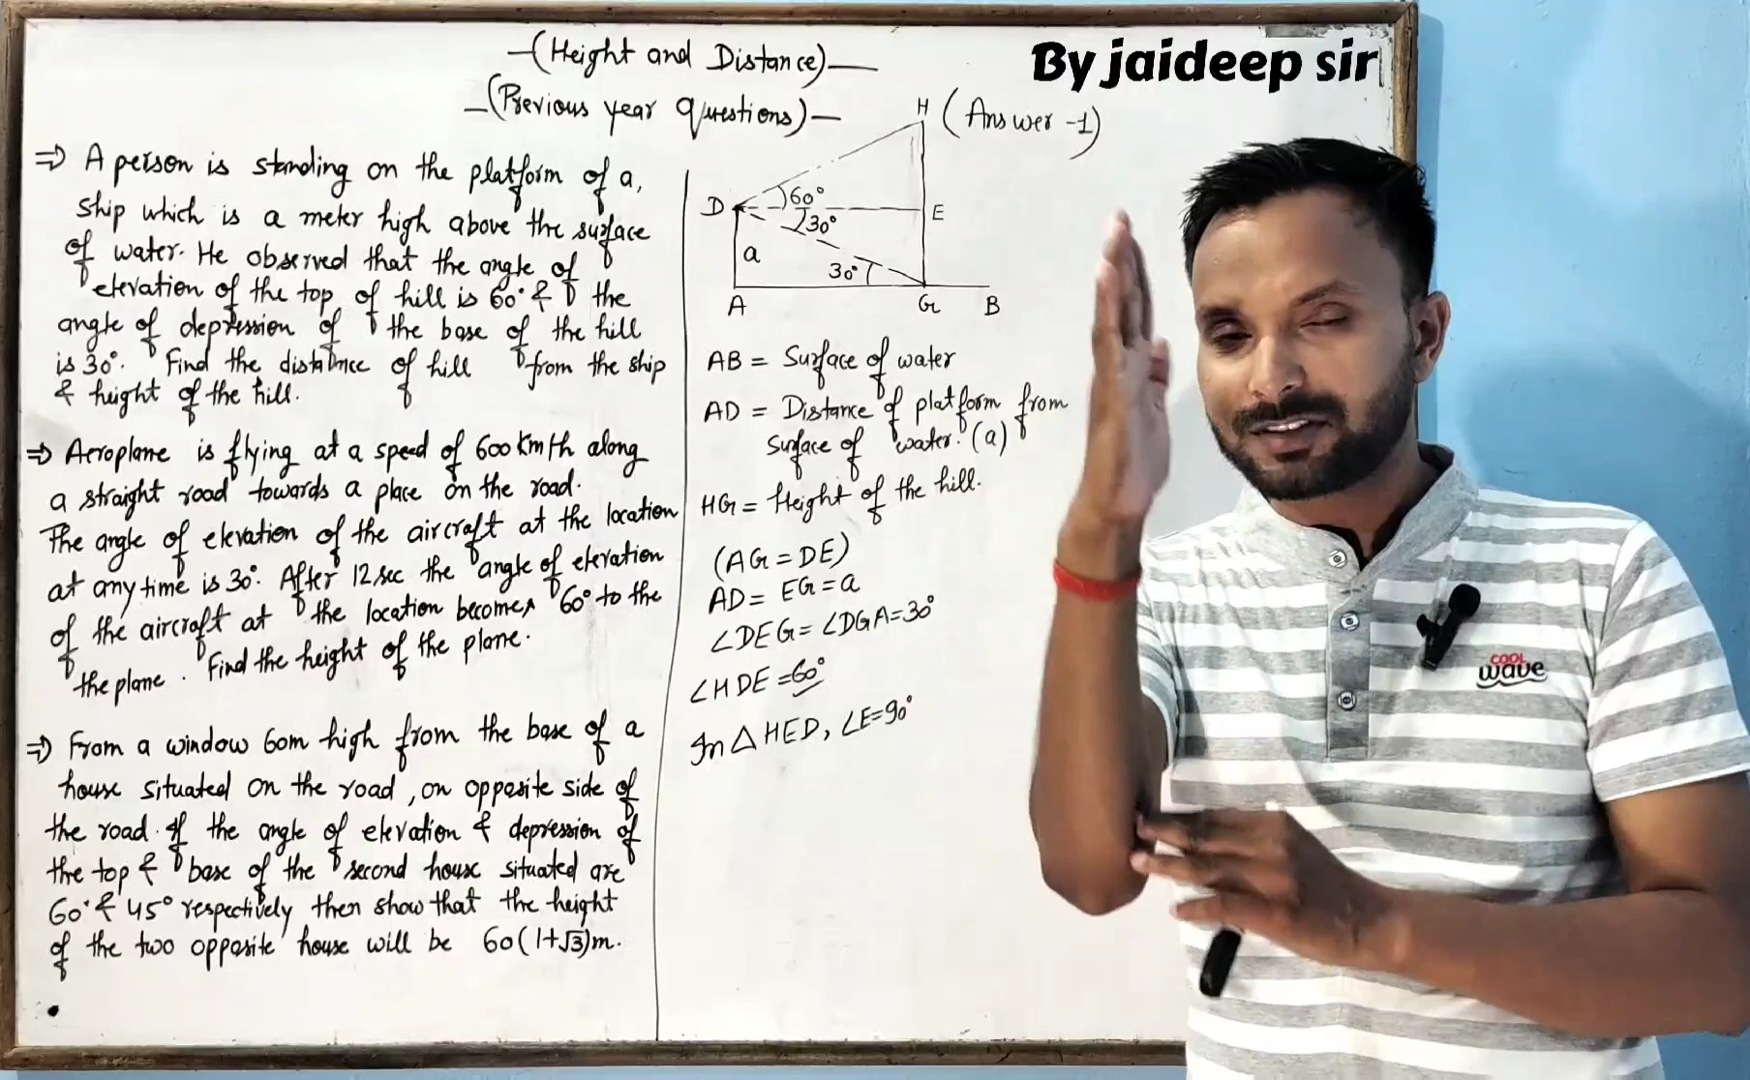 (Height and Distance)
By jaideep sir
(Previous year questions)
(Answer -1)
⇒ A person is standing on the platform of a,
ship which is a meter high above the surface
of water. He observed that the angle of
elevation of the top of hill is 60° & the
angle of depression of the base of the hill
is 30°. Find the distance of hill from the ship
& height of the hill.
⇒ Aeroplane is flying at a speed of 600 km/h along
a straight road towards a place on the road.
The angle of elevation of the aircraft at the location
at any time is 30°. After 12 sec the angle of elevation
of the aircraft at the location becomes 60° to the
the plane. Find the height of the plane.
⇒ From a window 60m high from the base of a
house situated on the road, on opposite side of
the road. If the angle of elevation & depression of
the top & base of the second house situated are
60° & 45° respectively then show that the height
of the two opposite house will be 60(1+√3)m.
H
D 60° E
30°
a
30°
A G B
AB = Surface of water
AD = Distance of platform from
Surface of water. (a)
HG = Height of the hill.
(AG = DE)
AD = EG = a
∠DEG = ∠DGA = 30°
∠HDE = 60°
In △HED, ∠E = 90°
COOL
wave